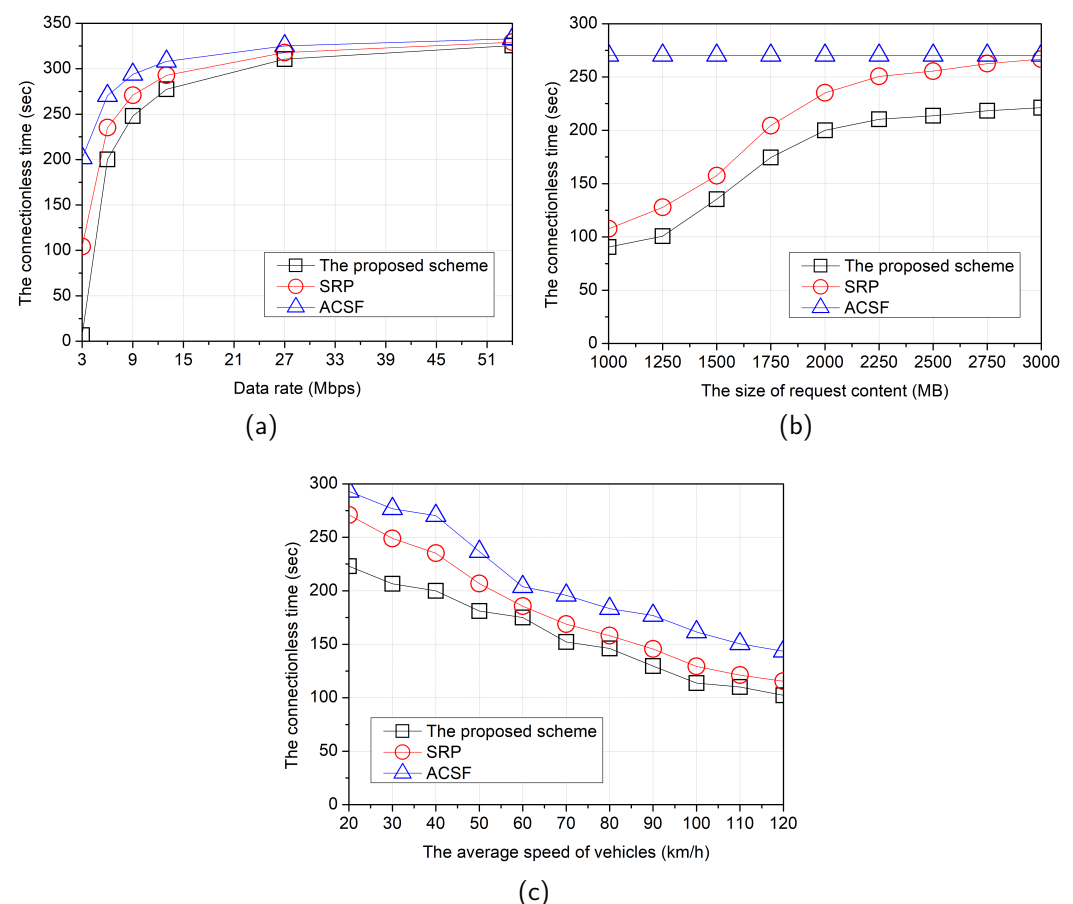 350
300
250
200
150
100
50
0
The connectionless time (sec)
The proposed scheme
SRP
ACSF
3 9 15 21 27 33 39 45 51
Data rate (Mbps)
(a)
300
250
200
150
100
50
0
The connectionless time (sec)
The proposed scheme
SRP
ACSF
1000 1250 1500 1750 2000 2250 2500 2750 3000
The size of request content (MB)
(b)
300
250
200
150
100
50
0
The connectionless time (sec)
The proposed scheme
SRP
ACSF
20 30 40 50 60 70 80 90 100 110 120
The average speed of vehicles (km/h)
(c)